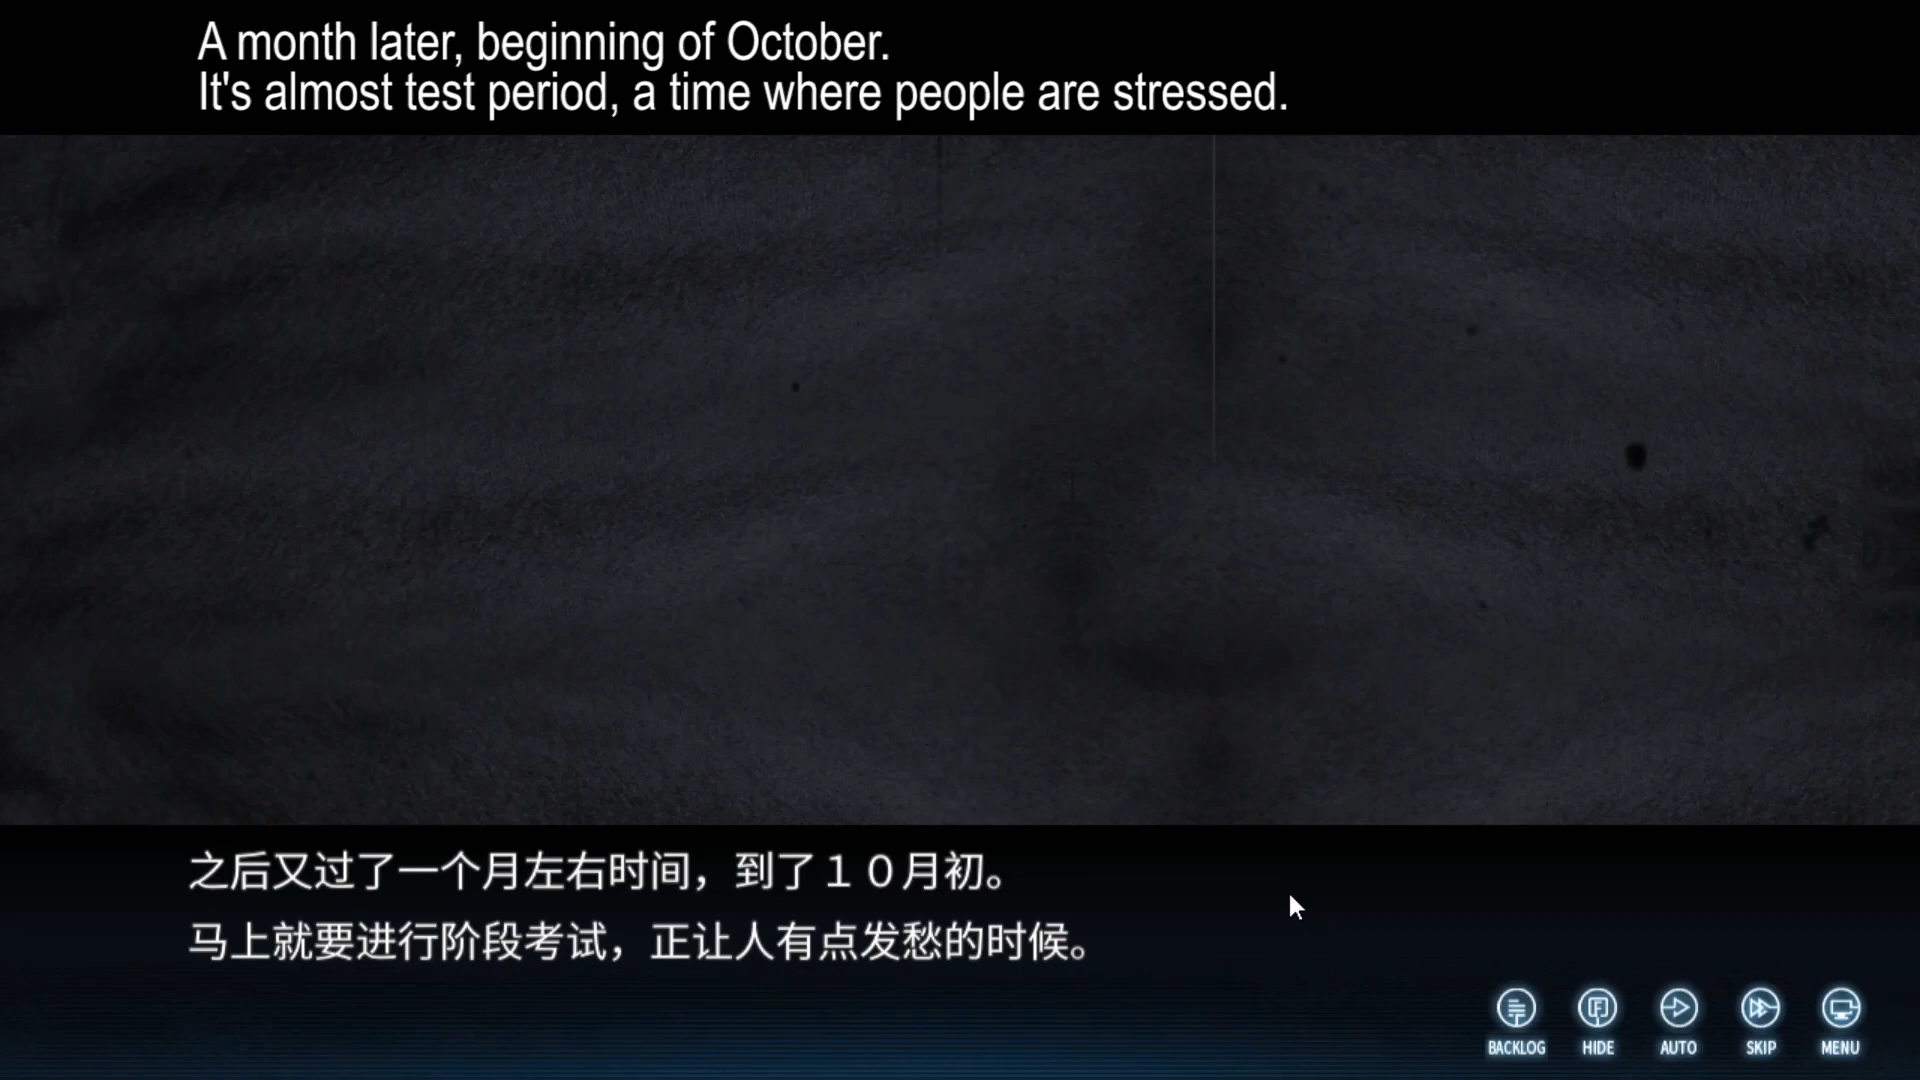 A month later, beginning of October.
It's almost test period, a time where people are stressed.
之后又过了一个月左右时间，到了１０月初。
马上就要进行阶段考试，正让人有点发愁的时候。
BACKLOG HIDE AUTO SKIP MENU